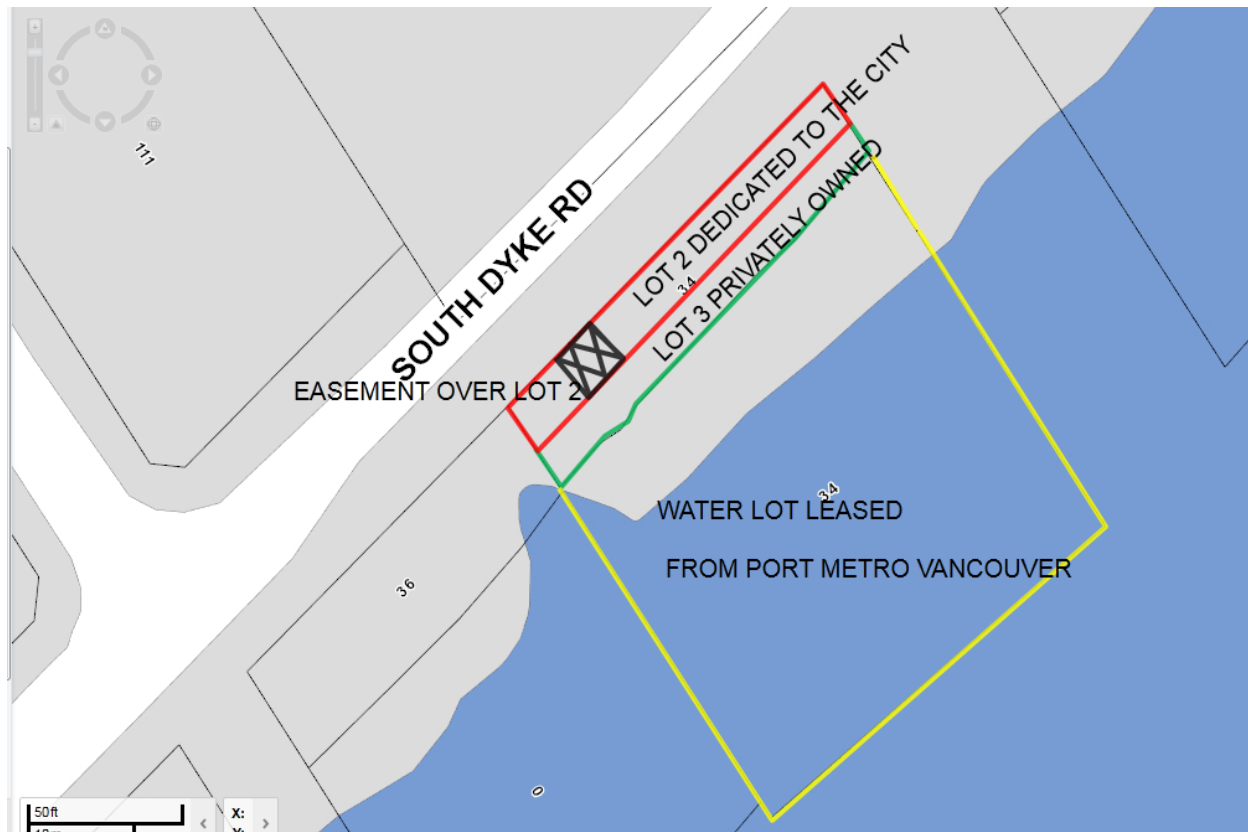 111
SOUTH DYKE RD
LOT 2 DEDICATED TO THE CITY
34
LOT 3 PRIVATELY OWNED
EASEMENT OVER LOT 2
34
WATER LOT LEASED
FROM PORT METRO VANCOUVER
36
0
50ft
X: